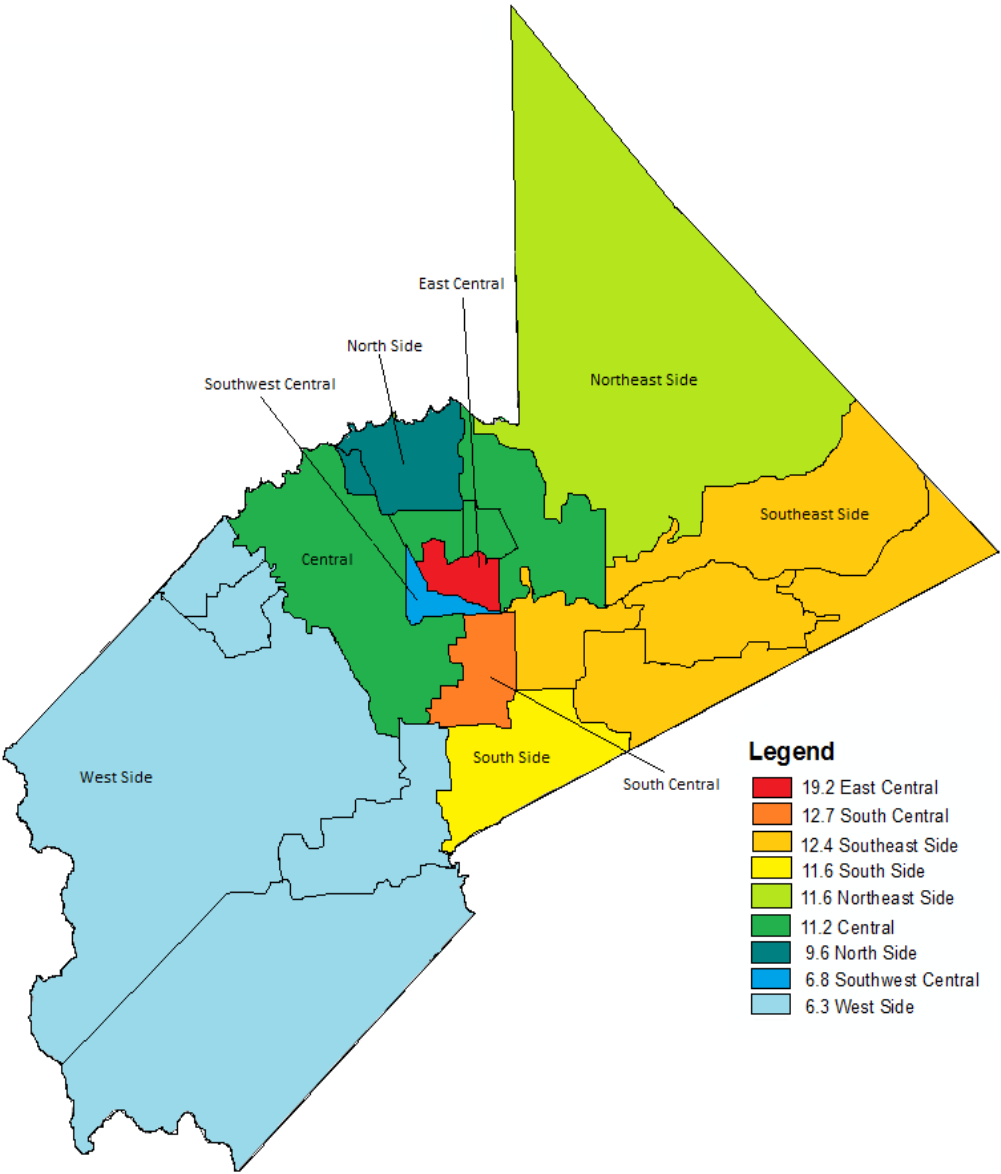 East Central
North Side
Southwest Central
Northeast Side
Southeast Side
Central
South Side
West Side
South Central
Legend
19.2 East Central
12.7 South Central
12.4 Southeast Side
11.6 South Side
11.6 Northeast Side
11.2 Central
9.6 North Side
6.8 Southwest Central
6.3 West Side